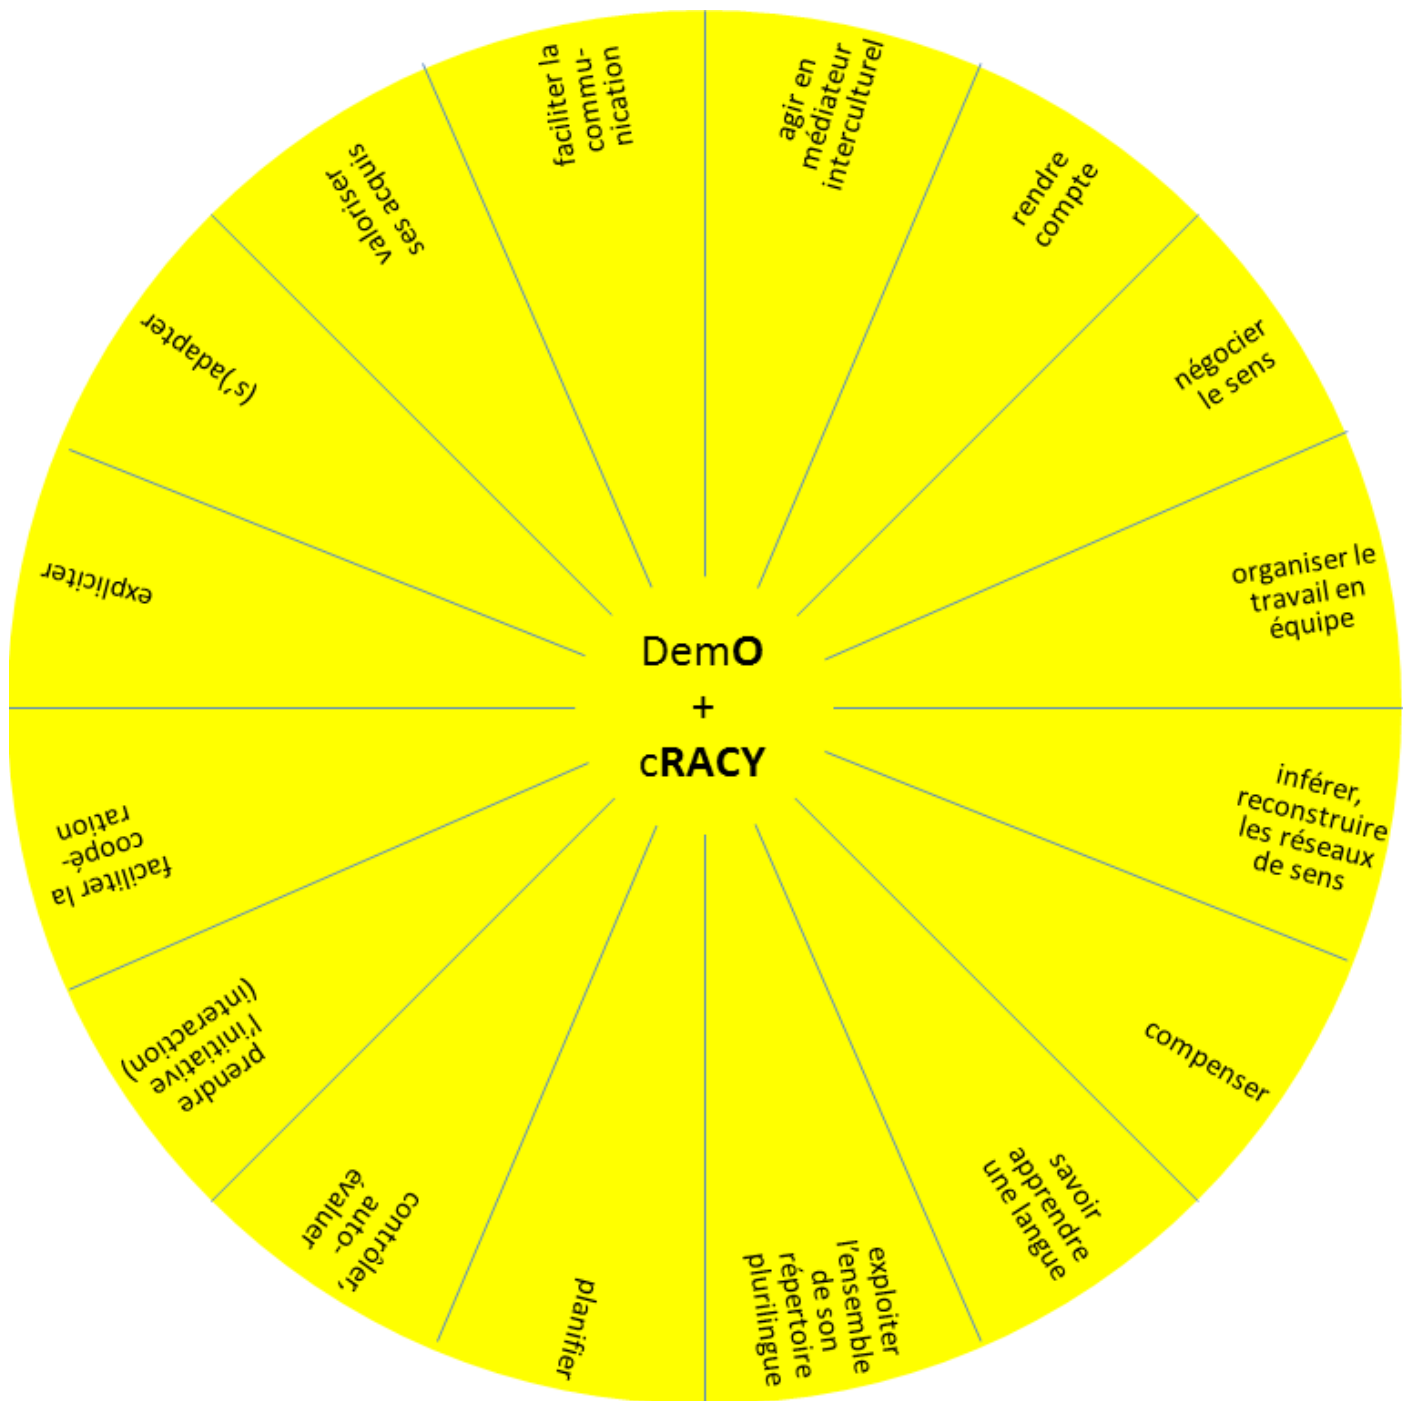 agir en
médiateur
interculturel
rendre
compte
négocier
le sens
organiser le
travail en
équipe
inférer,
reconstruire
les réseaux
de sens
compenser
savoir
apprendre
une langue
exploiter
l'ensemble
de son
répertoire
plurilingue
planifier
contrôler,
auto-
évaluer
prendre
l'initiative
(interaction)
faciliter la
coopé-
ration
expliciter
(s')adapter
valoriser
ses acquis
faciliter la
commu-
nication
DemO
+
cRACY